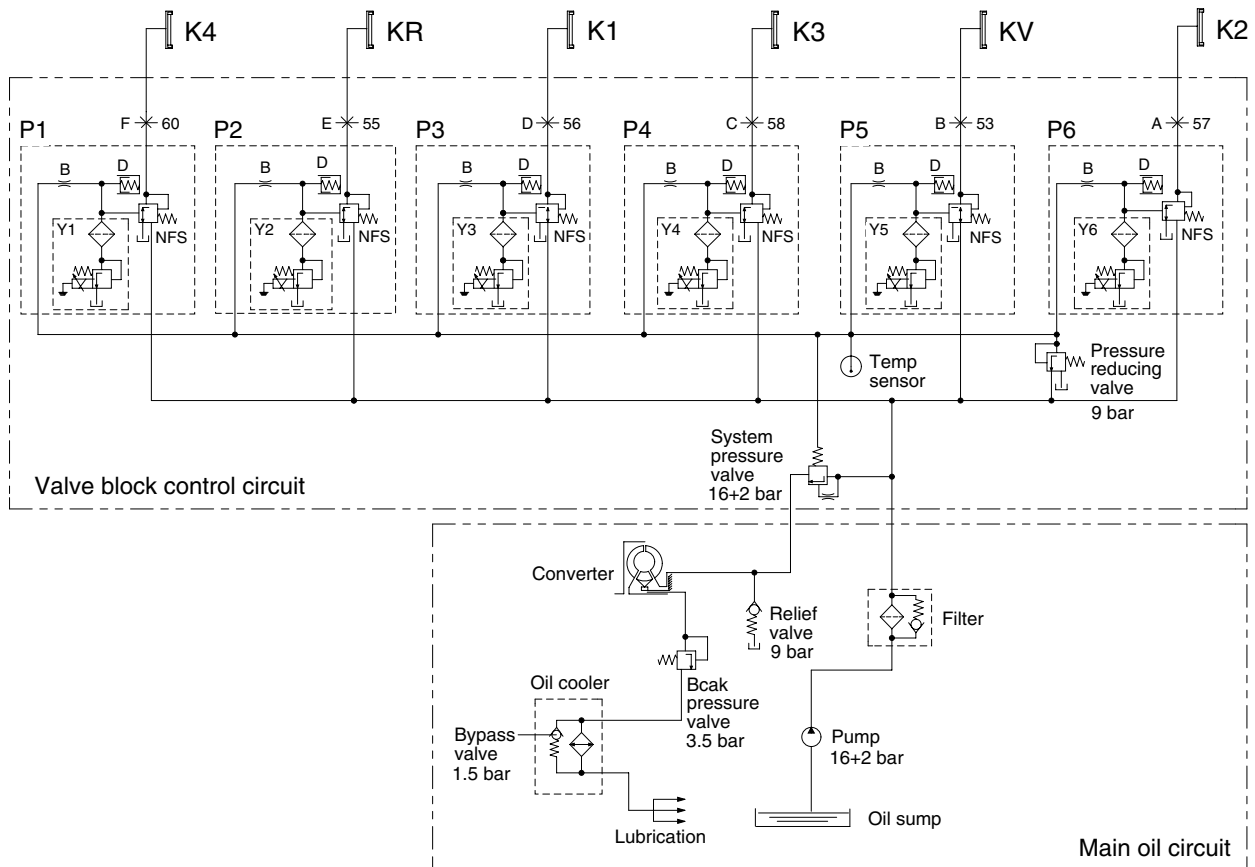 K4
KR
K1
K3
KV
K2
P1
F
60
P2
E
55
P3
D
56
P4
C
58
P5
B
53
P6
A
57
B
D
B
D
B
D
B
D
B
D
B
D
Y1
NFS
Y2
NFS
Y3
NFS
Y4
NFS
Y5
NFS
Y6
NFS
Temp
sensor
Pressure
reducing
valve
9 bar
System
pressure
valve
16+2 bar
Valve block control circuit
Converter
Relief
valve
9 bar
Filter
Oil cooler
Bcak
pressure
valve
3.5 bar
Bypass
valve
1.5 bar
Pump
16+2 bar
Lubrication
Oil sump
Main oil circuit